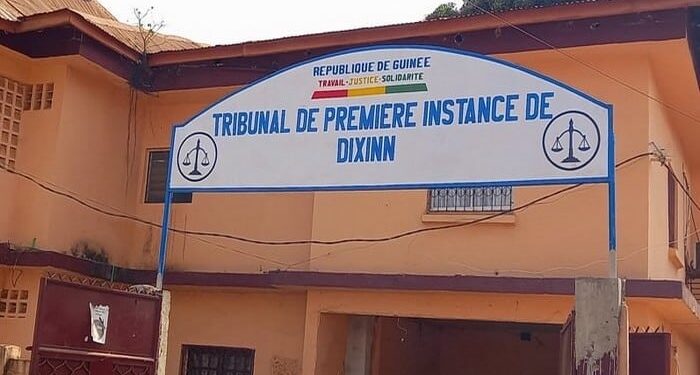 REPUBLIQUE DE GUINEE
TRAVAIL-JUSTICE-SOLIDARITE
TRIBUNAL DE PREMIERE INSTANCE DE
DIXINN